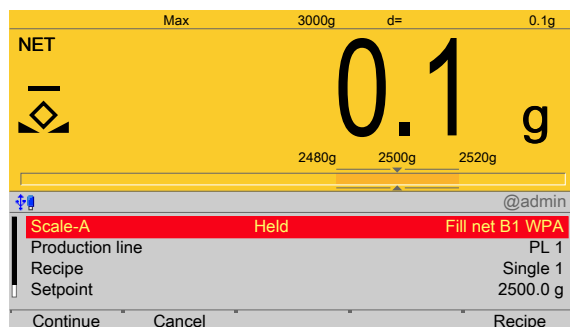 Max 3000g d= 0.1g
NET
0.1 g
2480g 2500g 2520g
@admin
Scale-A Held Fill net B1 WPA
Production line PL 1
Recipe Single 1
Setpoint 2500.0 g
Continue Cancel Recipe